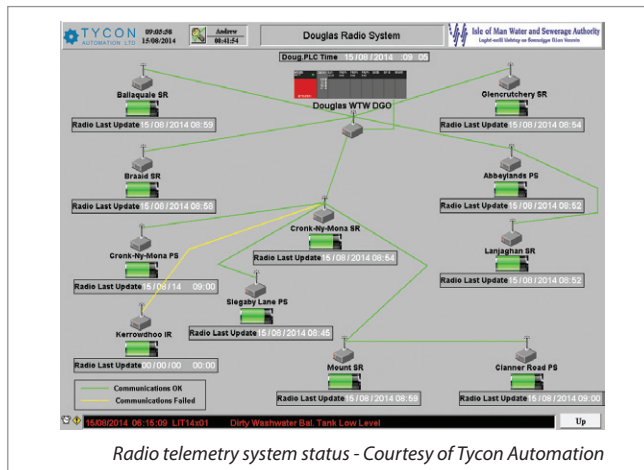 TYCON
AUTOMATION LTD
09:05:58
15/08/2014
Andrew
08:41:54
Douglas Radio System
Isle of Man Water and Sewerage Authority
Doug.PLC Time 15/08/2014 :09 05
Ballaquale SR
Radio Last Update 15/08/2014 08:59
Douglas WTW DGO
Glencrutchery SR
Radio Last Update 15/08/2014 08:54
Braaid SR
Radio Last Update 15/08/2014 08:58
Abbeylands PS
Radio Last Update 15/08/2014 08:52
Cronk-Ny-Mona SR
Radio Last Update 15/08/2014 08:54
Cronk-Ny-Mona PS
Radio Last Update 15/08/14 09:00
Lanjaghan SR
Radio Last Update 15/08/2014 08:52
Slegaby Lane PS
Radio Last Update 15/08/2014 08:45
Kerrowdhoo IR
Radio Last Update 00/00/00 00:00
Mount SR
Radio Last Update 15/08/2014 08:59
Clanner Road PS
Radio Last Update 15/08/2014 09:00
Communications OK
Communications Failed
15/08/2014 06:15:09 LIT14s01 Dirty Washwater Bal. Tank Low Level
Up
Radio telemetry system status - Courtesy of Tycon Automation